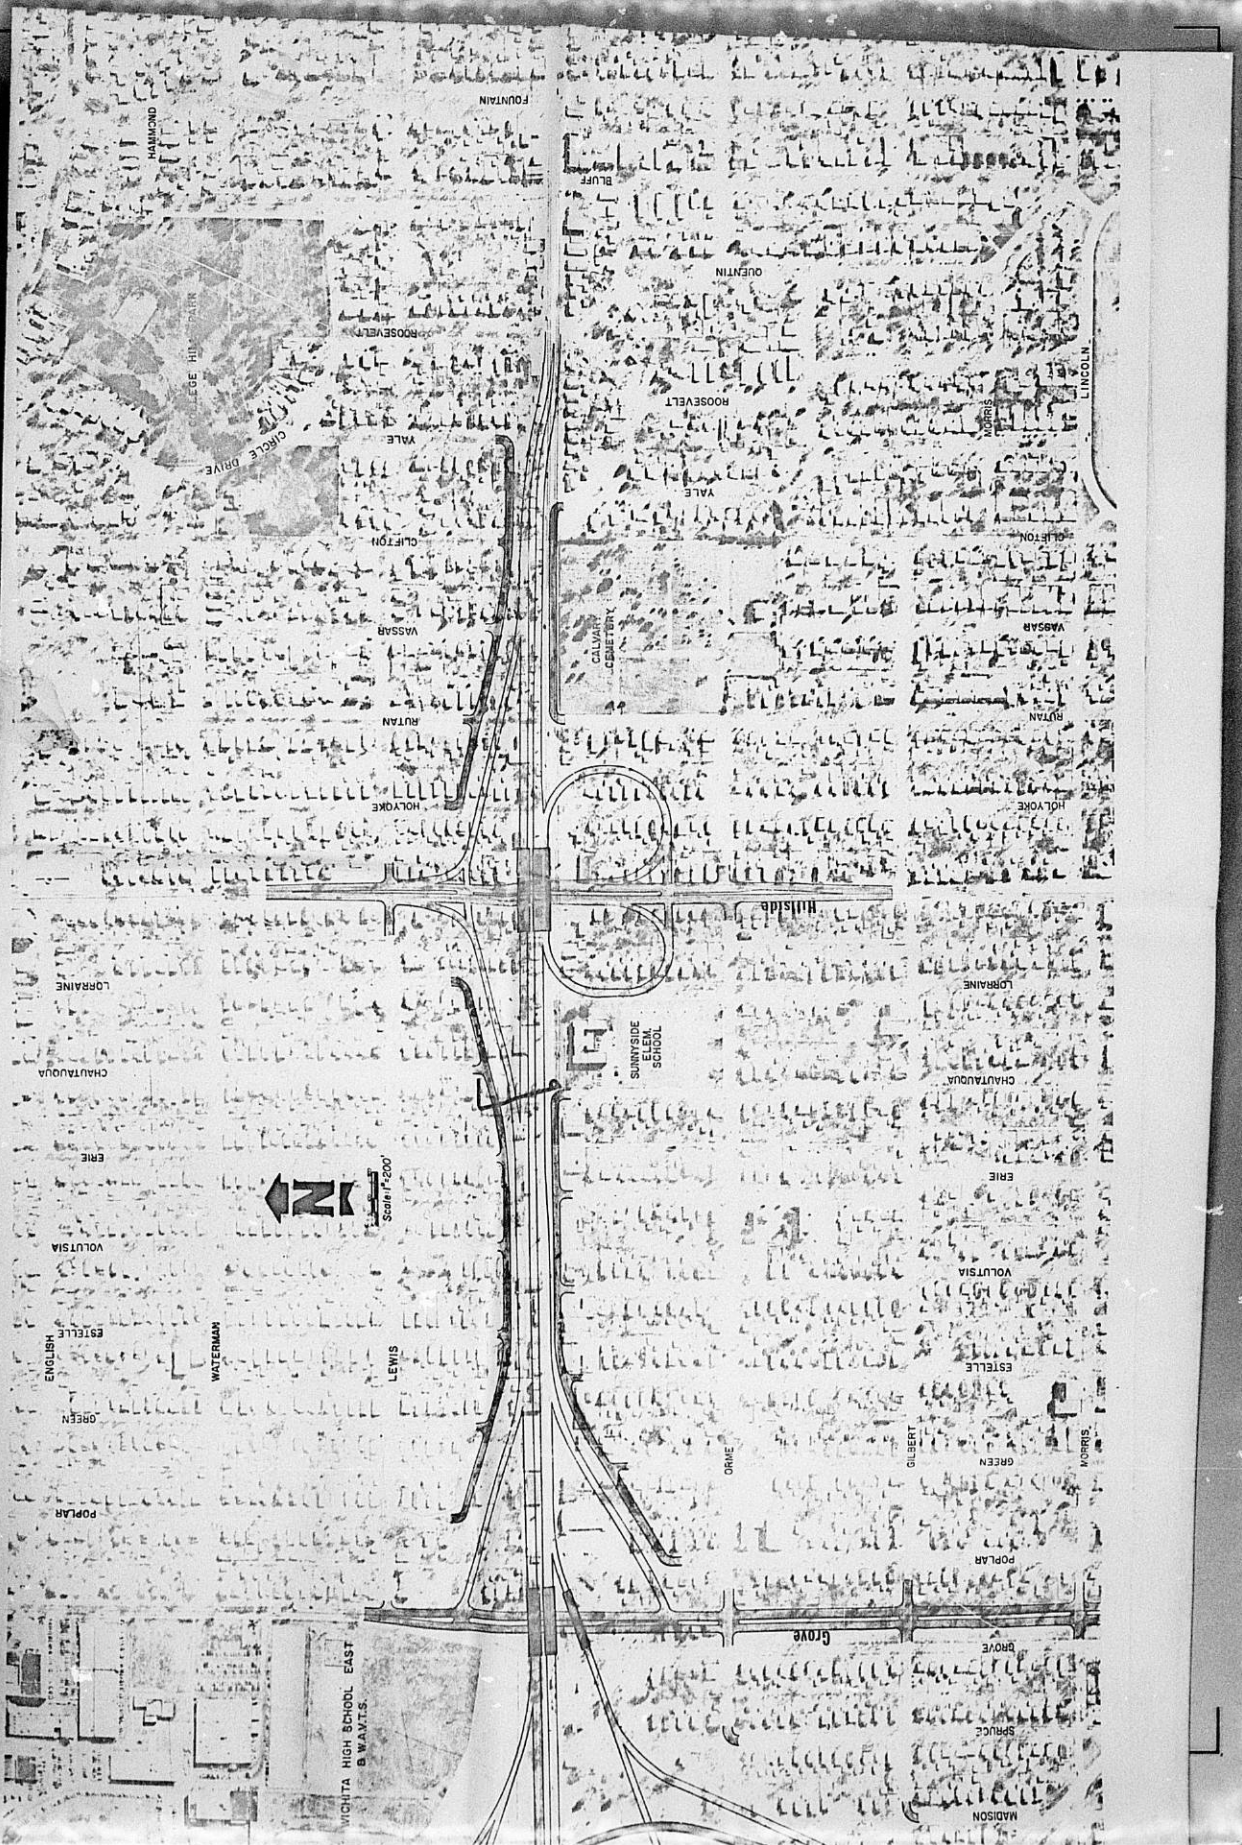 HAMMOND
FOUNTAIN
BLUFF
QUENTIN
COLLEGE HILL PARK
ROOSEVELT
ROOSEVELT
LINCOLN
MORRIS
CIRCLE DRIVE
YALE
YALE
CLIFTON
CLIFTON
CALVARY
CEMETERY
VASSAR
VASSAR
RUTAN
RUTAN
HOLYOKE
HOLYOKE
Hillside
LORRAINE
LORRAINE
SUNNYSIDE
ELEM.
SCHOOL
CHAUTAUQUA
CHAUTAUQUA
ERIE
ERIE
N
Scale: 1"=200'
VOLUTSIA
VOLUTSIA
ENGLISH
ESTELLE
WATERMAN
LEWIS
ESTELLE
GREEN
ORME
GILBERT
GREEN
MORRIS
POPLAR
POPLAR
Grove
GROVE
WICHITA HIGH SCHOOL EAST
& W.A.V.T.S.
SPRUCE
MADISON